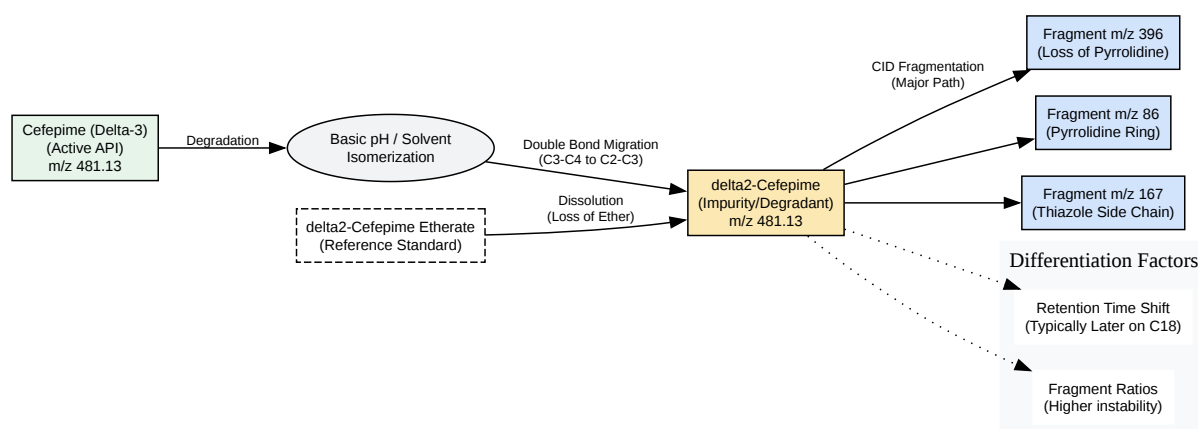 Cefepime (Delta-3)
(Active API)
m/z 481.13
Degradation
Basic pH / Solvent
Isomerization
delta2-Cefepime Etherate
(Reference Standard)
Double Bond Migration
(C3-C4 to C2-C3)
Dissolution
(Loss of Ether)
delta2-Cefepime
(Impurity/Degradant)
m/z 481.13
CID Fragmentation
(Major Path)
Fragment m/z 396
(Loss of Pyrrolidine)
Fragment m/z 86
(Pyrrolidine Ring)
Fragment m/z 167
(Thiazole Side Chain)
Differentiation Factors
Retention Time Shift
(Typically Later on C18)
Fragment Ratios
(Higher instability)